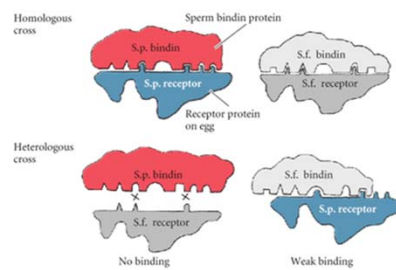 Homologous
cross
Sperm bindin protein
S.p. bindin
S.p. receptor
Receptor protein
on egg
S.f. bindin
S.f. receptor
Heterologous
cross
S.p. bindin
S.f. receptor
No binding
S.f. bindin
S.p. receptor
Weak binding